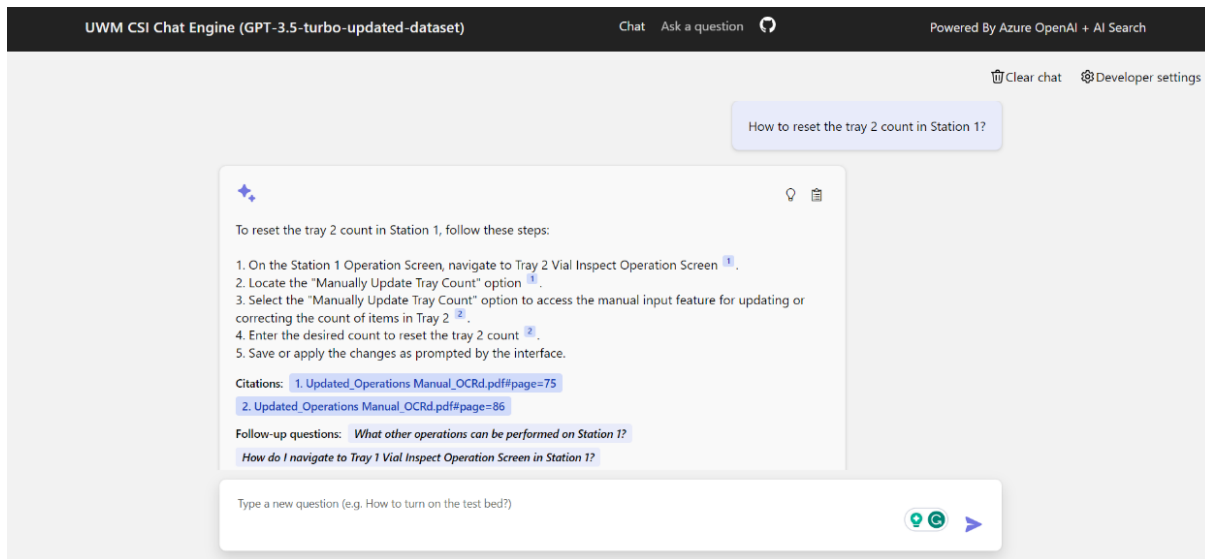 UWM CSI Chat Engine (GPT-3.5-turbo-updated-dataset)
Chat Ask a question
Powered By Azure OpenAI + AI Search
Clear chat Developer settings
How to reset the tray 2 count in Station 1?
To reset the tray 2 count in Station 1, follow these steps:
1. On the Station 1 Operation Screen, navigate to Tray 2 Vial Inspect Operation Screen 1 .
2. Locate the "Manually Update Tray Count" option 1 .
3. Select the "Manually Update Tray Count" option to access the manual input feature for updating or
correcting the count of items in Tray 2 2 .
4. Enter the desired count to reset the tray 2 count 2 .
5. Save or apply the changes as prompted by the interface.
Citations: 1. Updated_Operations Manual_OCRd.pdf#page=75
2. Updated_Operations Manual_OCRd.pdf#page=86
Follow-up questions: What other operations can be performed on Station 1?
How do I navigate to Tray 1 Vial Inspect Operation Screen in Station 1?
Type a new question (e.g. How to turn on the test bed?)